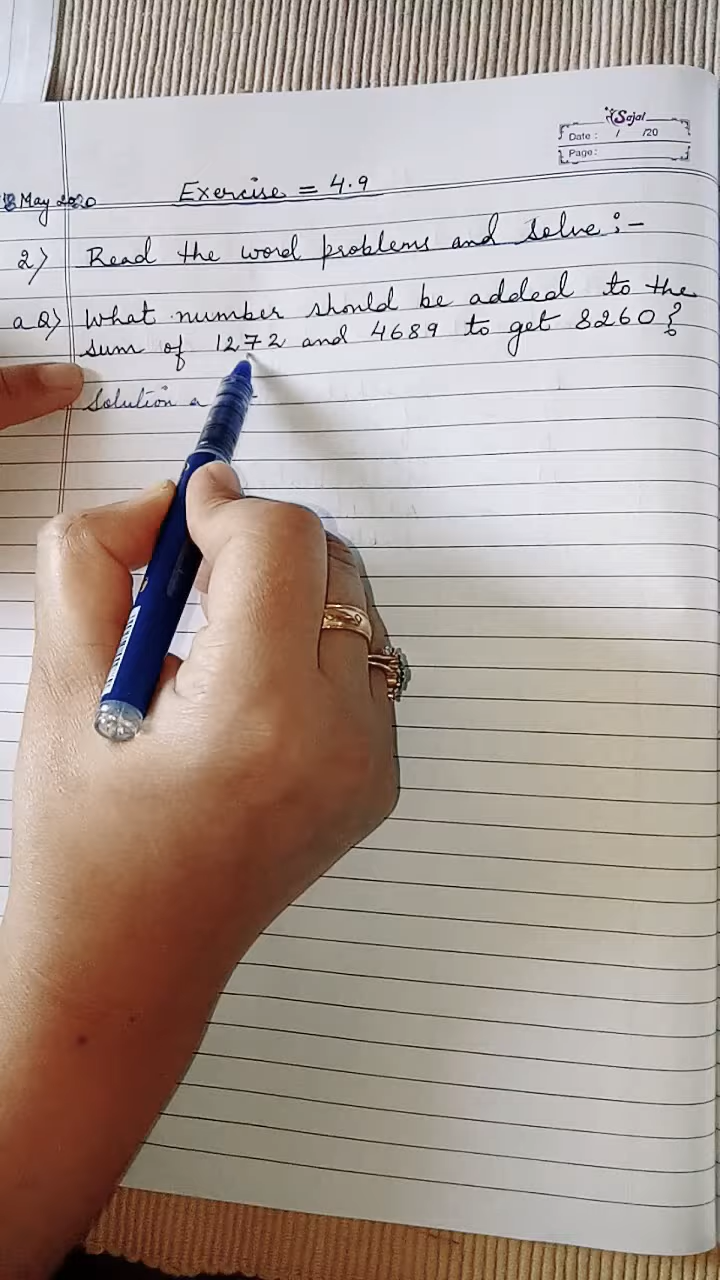 Sajal
Date : / /20
Page:
May 2020
Exercise = 4.9
2) Read the word problems and solve :-
a Q) What number should be added to the
sum of 1272 and 4689 to get 8260?
Solution a